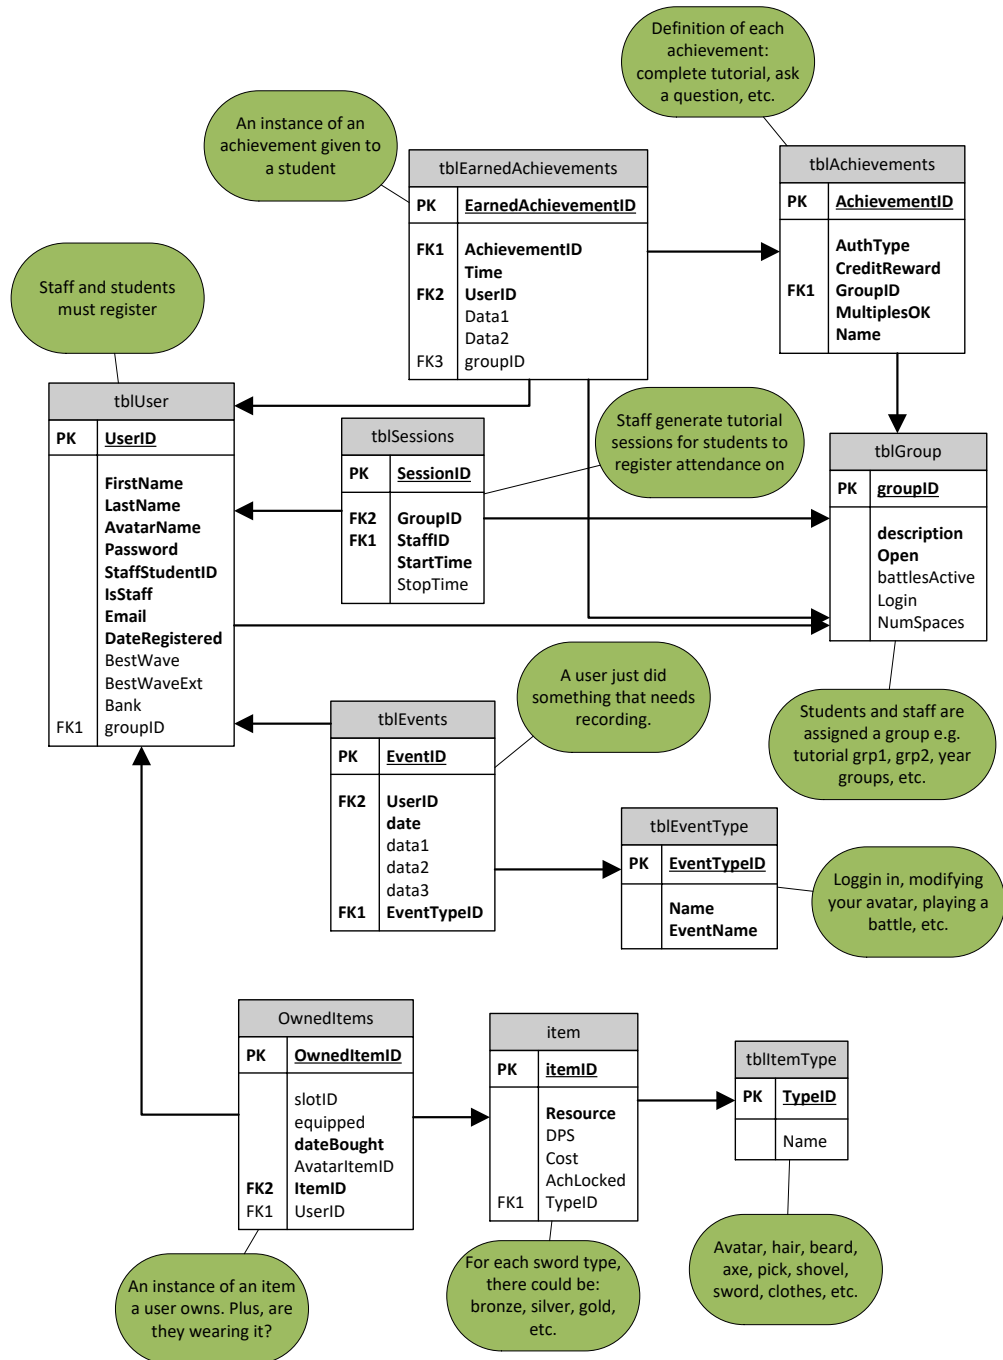 Definition of each
achievement:
complete tutorial, ask
a question, etc.
An instance of an
achievement given to
a student
tblEarnedAchievements
PK EarnedAchievementID
FK1 AchievementID
Time
FK2 UserID
Data1
Data2
FK3 groupID
tblAchievements
PK AchievementID
AuthType
CreditReward
FK1 GroupID
MultiplesOK
Name
Staff and students
must register
tblUser
PK UserID
FirstName
LastName
AvatarName
Password
StaffStudentID
IsStaff
Email
DateRegistered
BestWave
BestWaveExt
Bank
FK1 groupID
tblSessions
PK SessionID
FK2 GroupID
FK1 StaffID
StartTime
StopTime
Staff generate tutorial
sessions for students to
register attendance on
tblGroup
PK groupID
description
Open
battlesActive
Login
NumSpaces
A user just did
something that needs
recording.
Students and staff are
assigned a group e.g.
tutorial grp1, grp2, year
groups, etc.
tblEvents
PK EventID
FK2 UserID
date
data1
data2
data3
FK1 EventTypeID
tblEventType
PK EventTypeID
Name
EventName
Loggin in, modifying
your avatar, playing a
battle, etc.
OwnedItems
PK OwnedItemID
slotID
equipped
dateBought
AvatarItemID
FK2 ItemID
FK1 UserID
item
PK itemID
Resource
DPS
Cost
AchLocked
FK1 TypeID
tblItemType
PK TypeID
Name
An instance of an item
a user owns. Plus, are
they wearing it?
For each sword type,
there could be:
bronze, silver, gold,
etc.
Avatar, hair, beard,
axe, pick, shovel,
sword, clothes, etc.